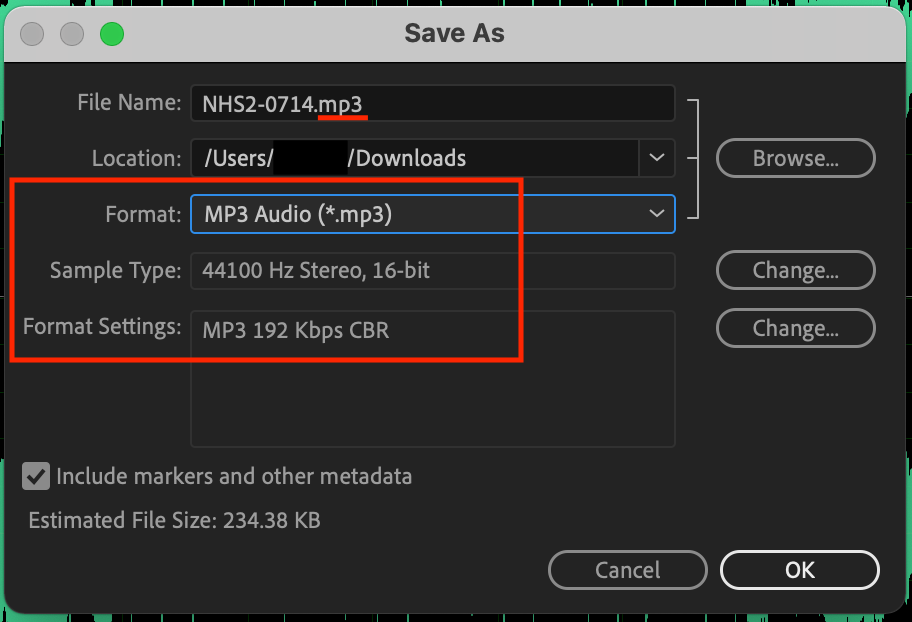 Save As
File Name: NHS2-0714.mp3
Location: /Users/ /Downloads Browse...
Format: MP3 Audio (*.mp3)
Sample Type: 44100 Hz Stereo, 16-bit Change...
Format Settings: MP3 192 Kbps CBR Change...
Include markers and other metadata
Estimated File Size: 234.38 KB
Cancel OK